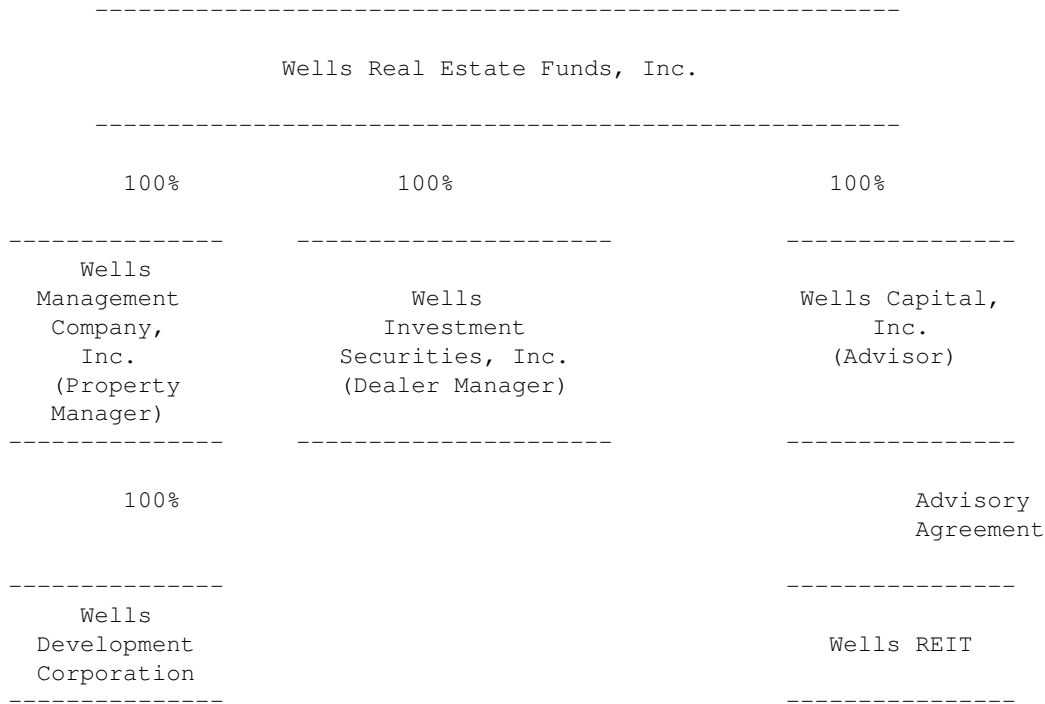 Wells Real Estate Funds, Inc.
100% 100% 100%
Wells
Management
Company,
Inc.
(Property
Manager)
Wells
Investment
Securities, Inc.
(Dealer Manager)
Wells Capital,
Inc.
(Advisor)
100%
Advisory
Agreement
Wells
Development
Corporation
Wells REIT